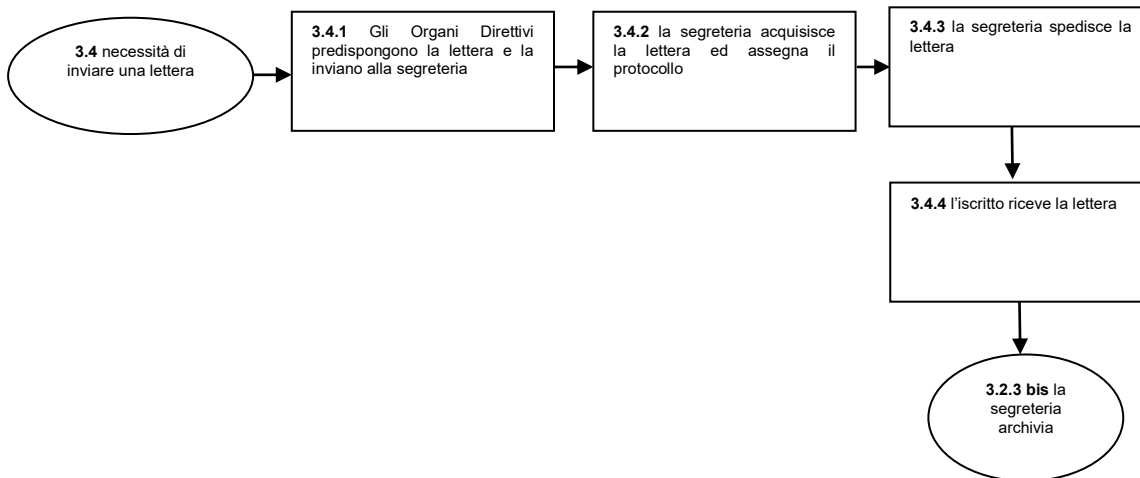 3.4 necessità di
inviare una lettera
3.4.1 Gli Organi Direttivi
predispongono la lettera e la
inviano alla segreteria
3.4.2 la segreteria acquisisce
la lettera ed assegna il
protocollo
3.4.3 la segreteria spedisce la
lettera
3.4.4 l’iscritto riceve la lettera
3.2.3 bis la
segreteria
archivia